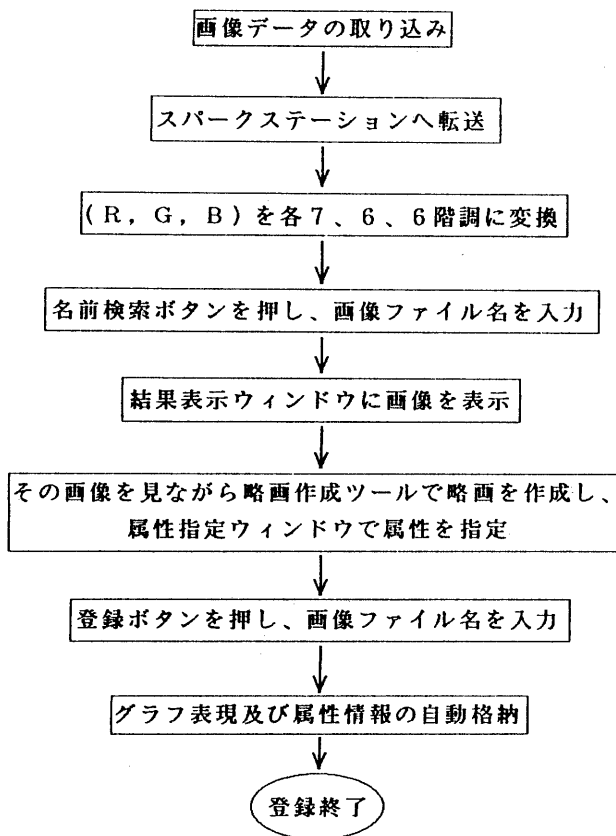 画像データの取り込み
スパークステーションへ転送
(R，G，B)を各7、6、6階調に変換
名前検索ボタンを押し、画像ファイル名を入力
結果表示ウィンドウに画像を表示
その画像を見ながら略画作成ツールで略画を作成し、
属性指定ウィンドウで属性を指定
登録ボタンを押し、画像ファイル名を入力
グラフ表現及び属性情報の自動格納
登録終了